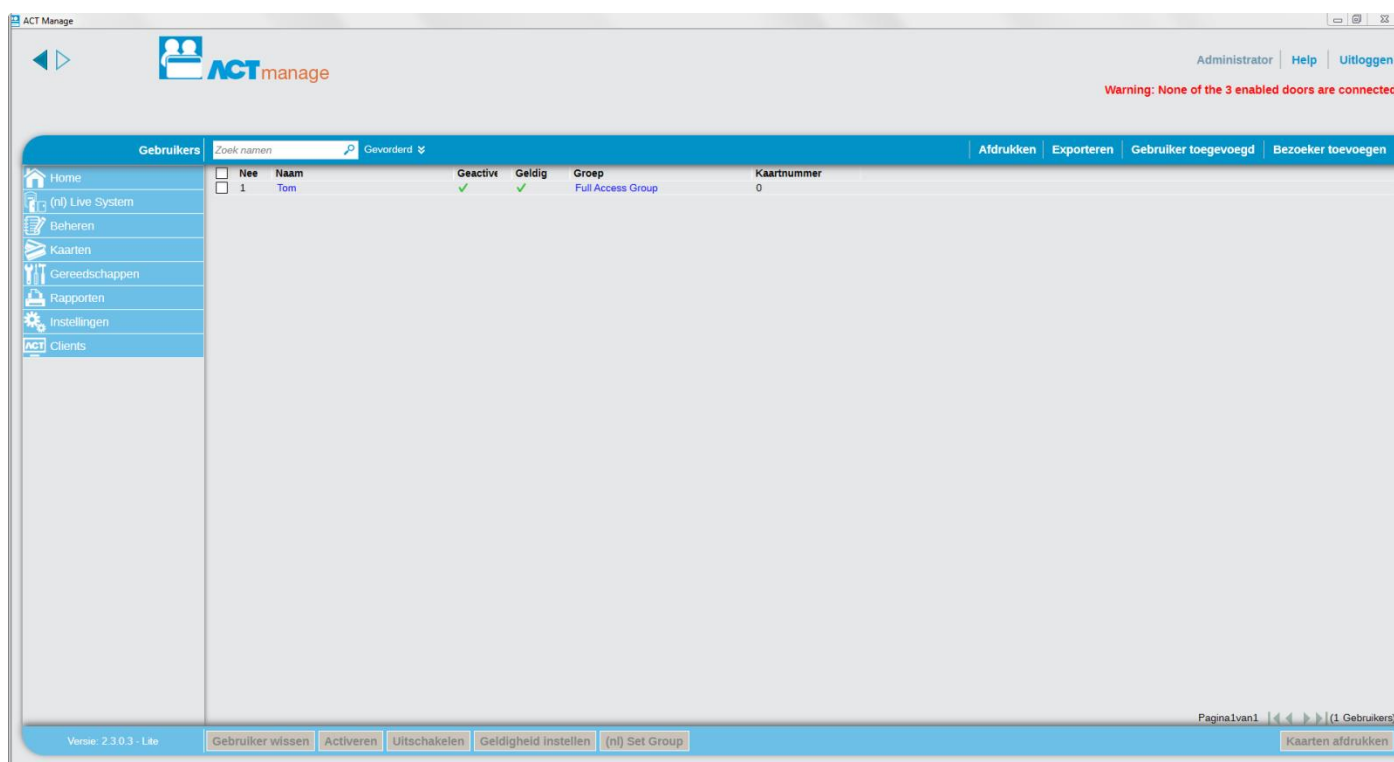 ACT Manage
ACTmanage
Administrator Help Uitloggen
Warning: None of the 3 enabled doors are connected
Gebruikers Zoek namen Gevorderd Afdrukken Exporteren Gebruiker toegevoegd Bezoeker toevoegen
Nee Naam Geactive Geldig Groep Kaartnummer
1 Tom Full Access Group 0
Home
(nl) Live System
Beheren
Kaarten
Gereedschappen
Rapporten
Instellingen
ACT Clients
Pagina1van1 (1 Gebruikers)
Versie: 2.3.0.3 - Lite Gebruiker wissen Activeren Uitschakelen Geldigheid instellen (nl) Set Group Kaarten afdrukken